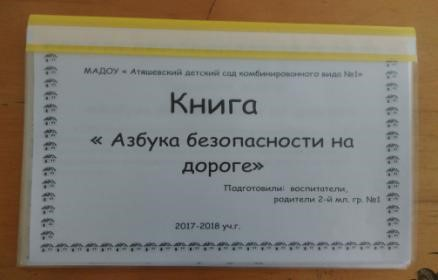 МАДОУ « Атяшевский детский сад комбинированного вида №1»
Книга
« Азбука безопасности на
дороге»
Подготовили: воспитатели,
родители 2-й мл. гр. №1
2017-2018 уч.г.